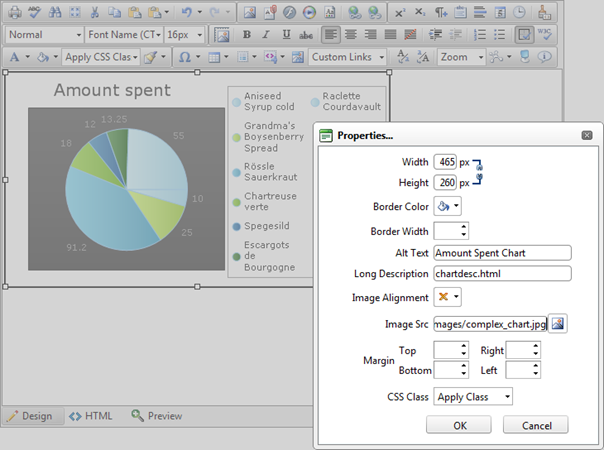 Normal Font Name (CT 16px B I U
Apply CSS Clas Custom Links Zoom
Amount spent
Aniseed Syrup cold
Raclette Courdavault
Grandma's Boysenberry Spread
Rössle Sauerkraut
Chartreuse verte
Spegesild
Escargots de Bourgogne
13.25
12
18
55
10
25
91.2
Design HTML Preview
Properties...
Width 465 px
Height 260 px
Border Color
Border Width
Alt Text Amount Spent Chart
Long Description chartdesc.html
Image Alignment
Image Src mages/complex_chart.jpg
Margin
Top Right
Bottom Left
CSS Class Apply Class
OK Cancel